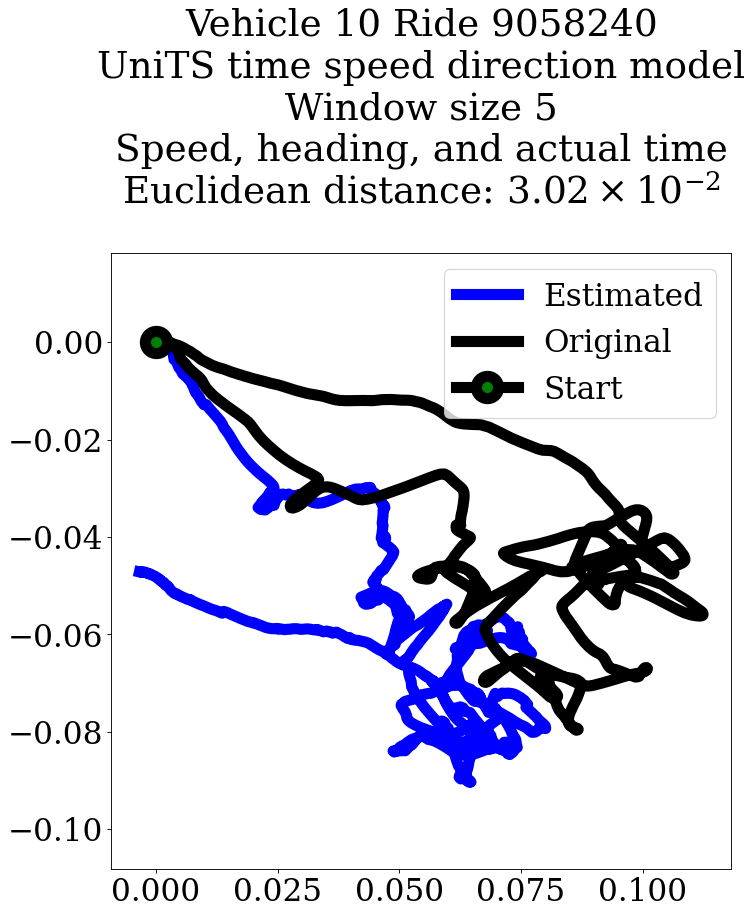 Vehicle 10 Ride 9058240
UniTS time speed direction model
Window size 5
Speed, heading, and actual time
Euclidean distance: 3.02 × 10⁻²
Estimated
Original
Start
0.00
−0.02
−0.04
−0.06
−0.08
−0.10
0.000 0.025 0.050 0.075 0.100